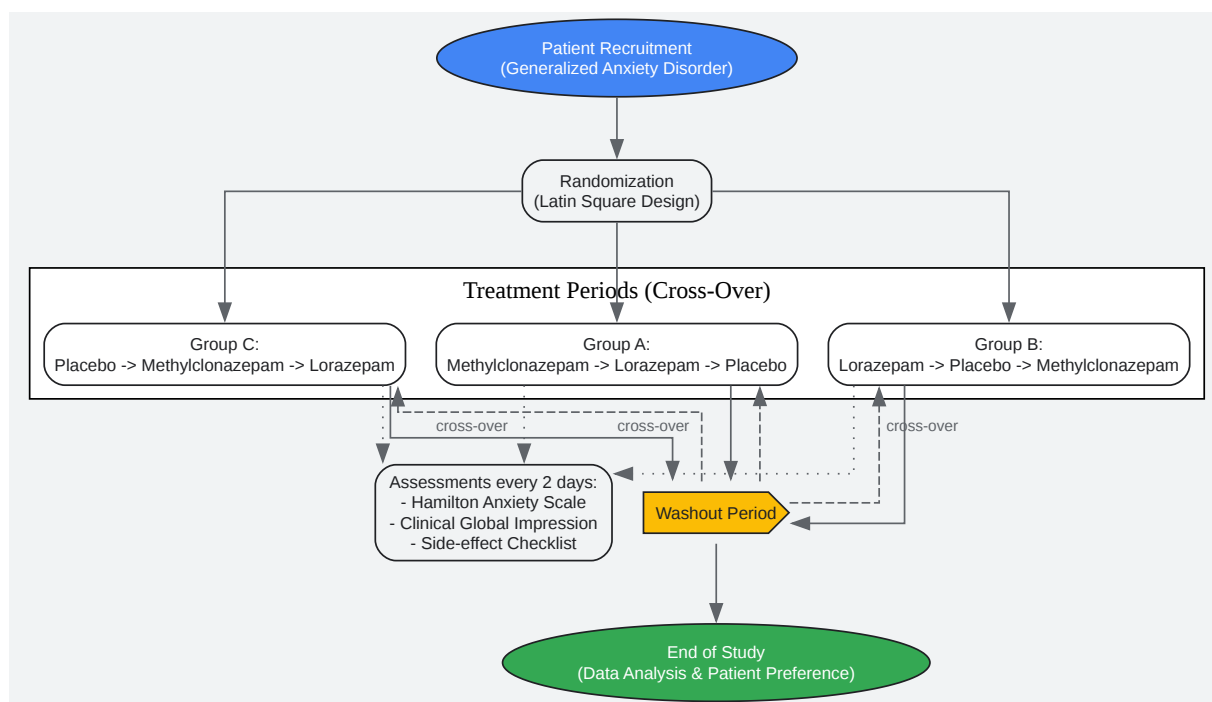 Patient Recruitment
(Generalized Anxiety Disorder)
Randomization
(Latin Square Design)
Treatment Periods (Cross-Over)
Group C:
Placebo -> Methylclonazepam -> Lorazepam
Group A:
Methylclonazepam -> Lorazepam -> Placebo
Group B:
Lorazepam -> Placebo -> Methylclonazepam
cross-over
cross-over
cross-over
Assessments every 2 days:
- Hamilton Anxiety Scale
- Clinical Global Impression
- Side-effect Checklist
Washout Period
End of Study
(Data Analysis & Patient Preference)